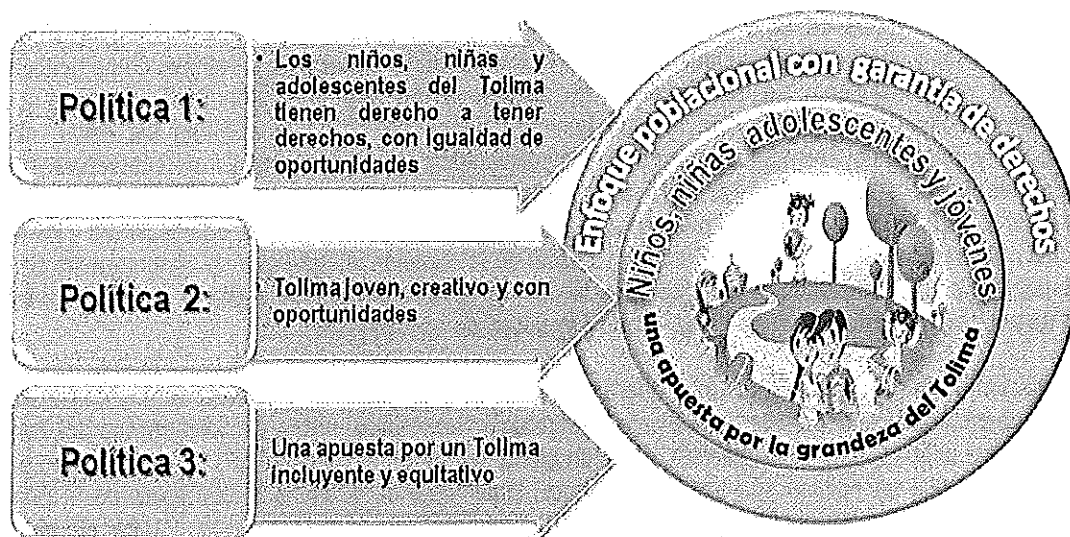 Política 1:
• Los niños, niñas y
adolescentes del Tolima
tienen derecho a tener
derechos, con igualdad de
oportunidades
Política 2:
• Tolima joven, creativo y con
oportunidades
Política 3:
• Una apuesta por un Tolima
incluyente y equitativo
Enfoque poblacional con garantía de derechos
Niños, niñas adolescentes y jóvenes
una apuesta por la grandeza del Tolima